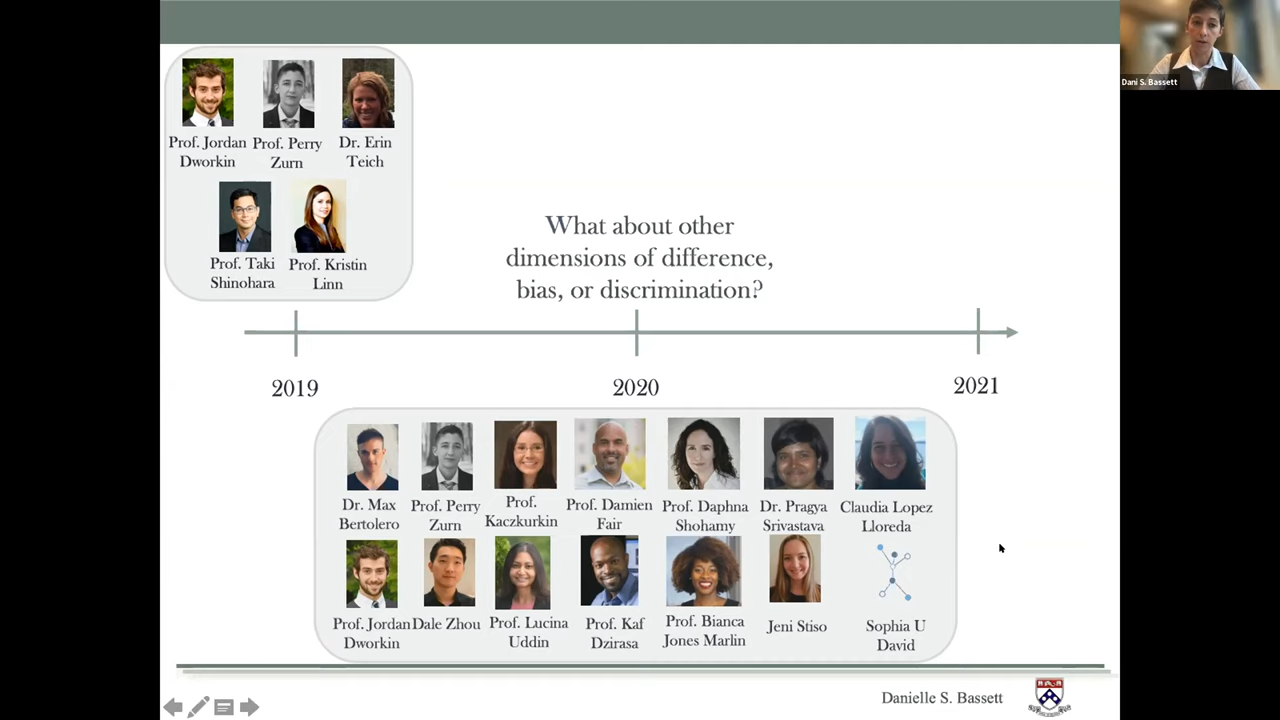 Dani S. Bassett
Prof. Jordan
Dworkin
Prof. Perry
Zurn
Dr. Erin
Teich
Prof. Taki
Shinohara
Prof. Kristin
Linn
What about other
dimensions of difference,
bias, or discrimination?
2019
2020
2021
Dr. Max
Bertolero
Prof. Perry
Zurn
Prof.
Kaczkurkin
Prof. Damien
Fair
Prof. Daphna
Shohamy
Dr. Pragya
Srivastava
Claudia Lopez
Lloreda
Prof. Jordan
Dworkin
Dale Zhou
Prof. Lucina
Uddin
Prof. Kaf
Dzirasa
Prof. Bianca
Jones Marlin
Jeni Stiso
Sophia U
David
Danielle S. Bassett